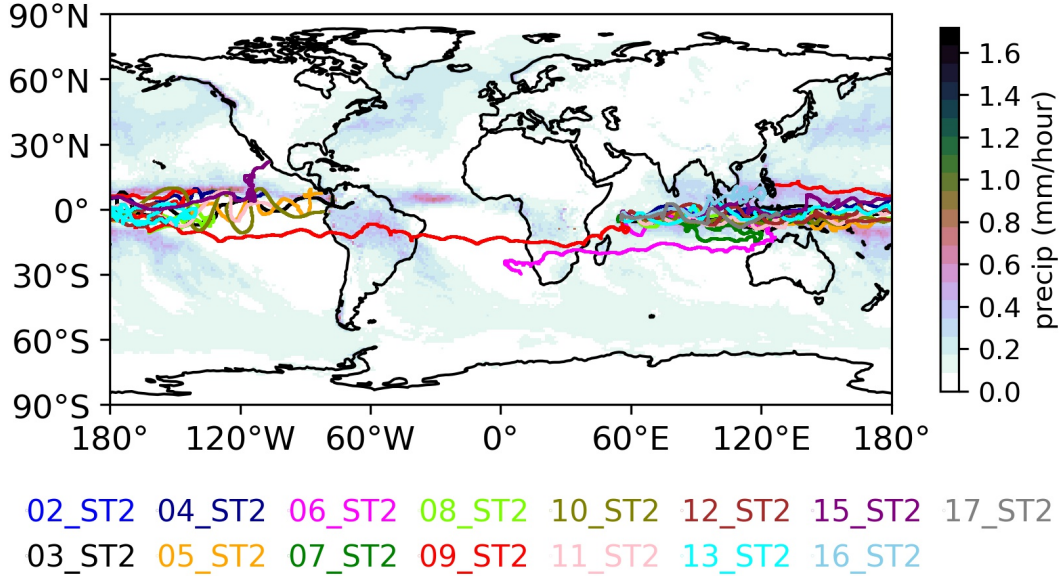 90°N
60°N
30°N
0°
30°S
60°S
90°S
180° 120°W 60°W 0° 60°E 120°E 180°
1.6
1.4
1.2
1.0
0.8
0.6
0.4
0.2
0.0
precip (mm/hour)
02_ST2 04_ST2 06_ST2 08_ST2 10_ST2 12_ST2 15_ST2 17_ST2
03_ST2 05_ST2 07_ST2 09_ST2 11_ST2 13_ST2 16_ST2